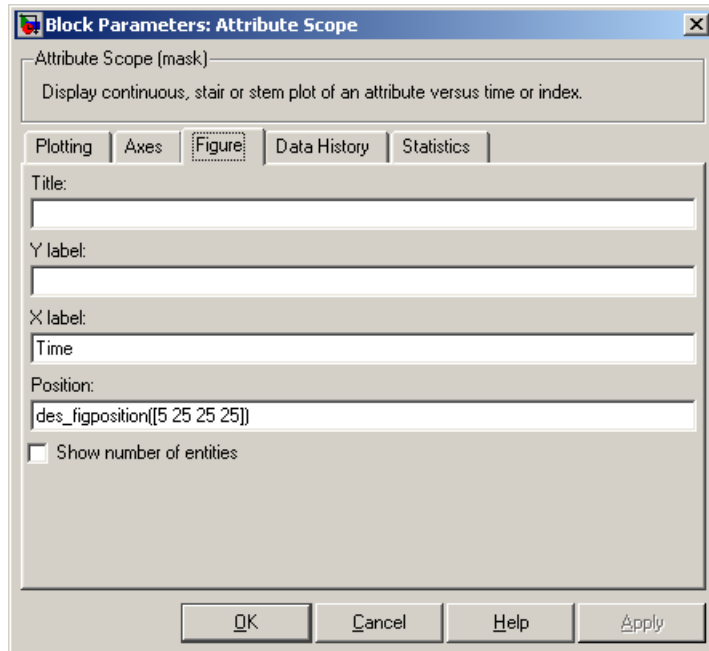 Block Parameters: Attribute Scope
Attribute Scope (mask)
Display continuous, stair or stem plot of an attribute versus time or index.
Plotting Axes Figure Data History Statistics
Title:
Y label:
X label:
Time
Position:
des_figposition([5 25 25 25])
Show number of entities
OK Cancel Help Apply